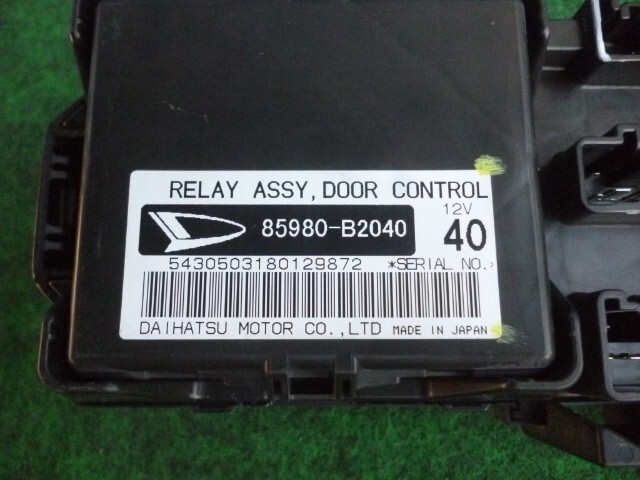 RELAY ASSY, DOOR CONTROL
85980-B2040
12V
40
5430503180129872 *SERIAL NO.*
DAIHATSU MOTOR CO.,LTD MADE IN JAPAN